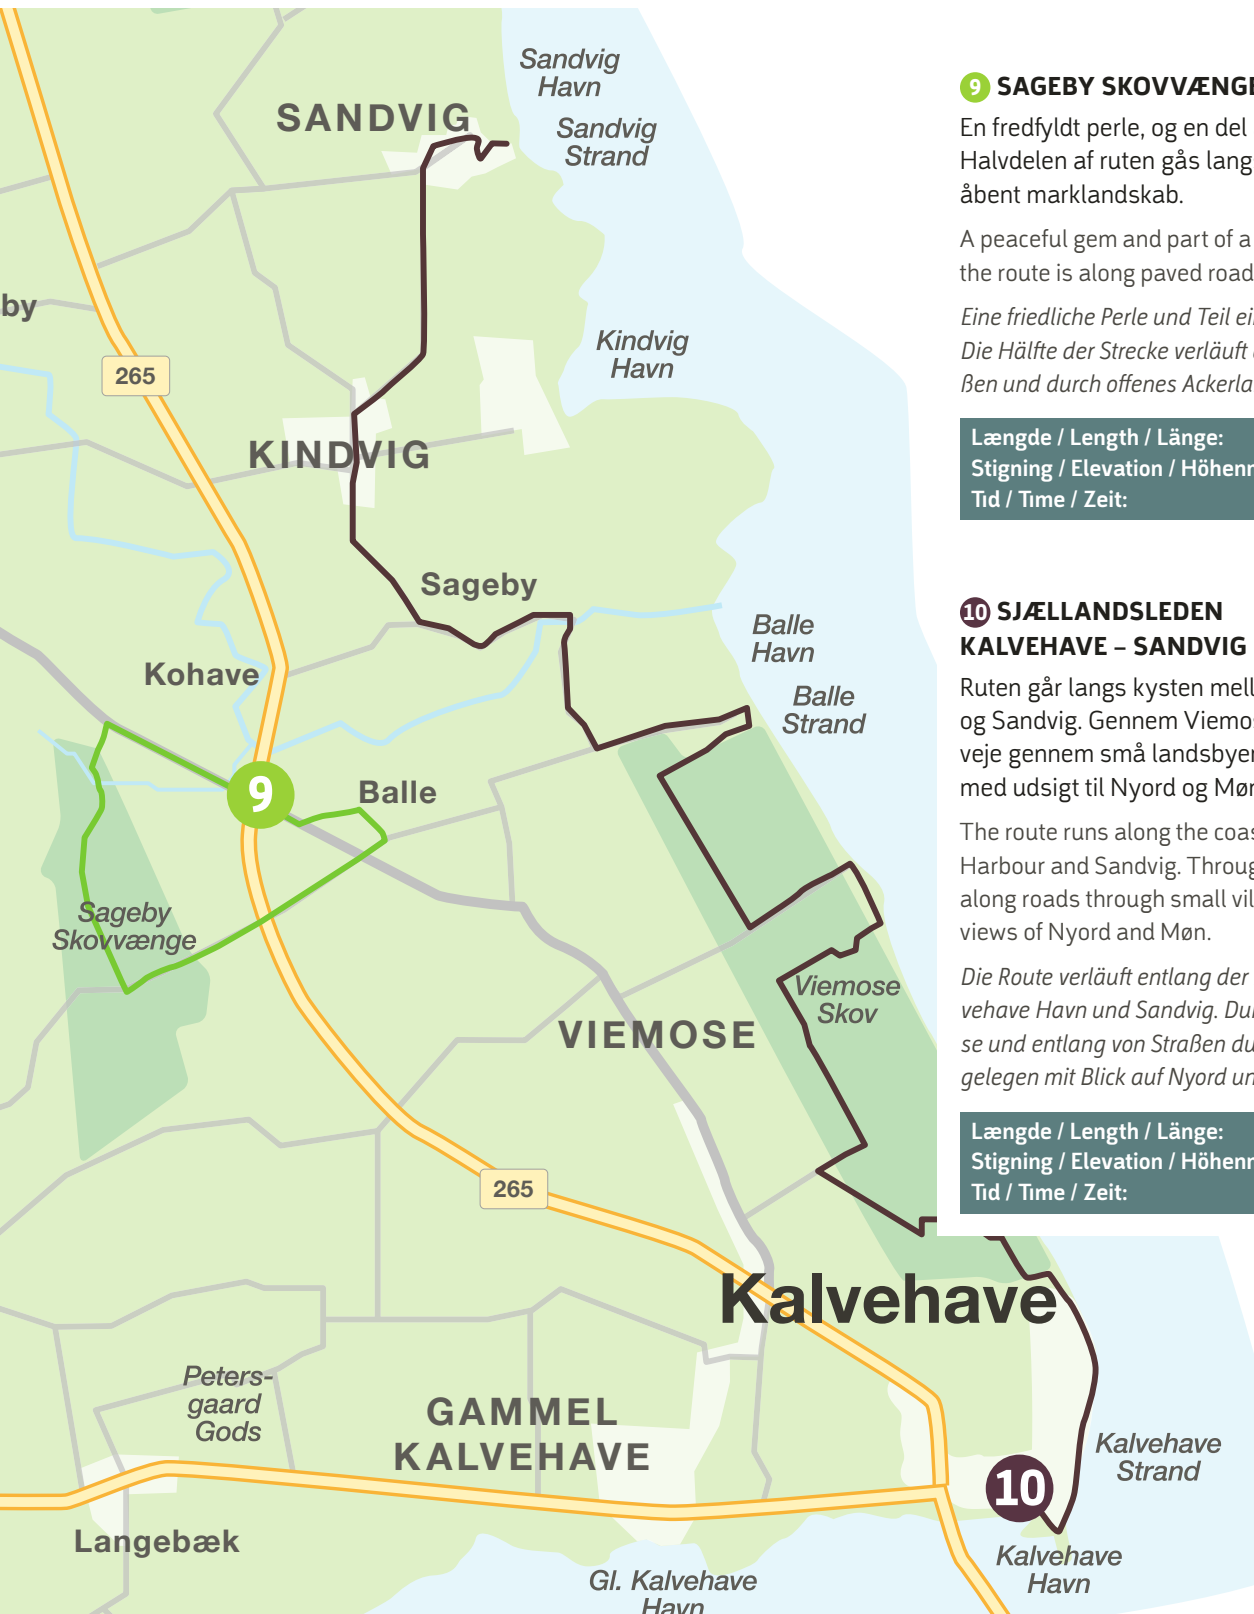 Sandvig
Havn
SANDVIG
Sandvig
Strand
by
265
Kindvig
Havn
KINDVIG
Sageby
Balle
Havn
Kohave
Balle
Strand
9
Balle
Sageby
Skovvænge
Viemose
Skov
VIEMOSE
265
Kalvehave
Peters-
gaard
Gods
GAMMEL
KALVEHAVE
Kalvehave
Strand
10
Langebæk
Kalvehave
Havn
Gl. Kalvehave
Havn
9 SAGEBY SKOVVÆNGE
En fredfyldt perle, og en del
Halvdelen af ruten gås lang
åbent marklandskab.
A peaceful gem and part of a
the route is along paved road
Eine friedliche Perle und Teil ei
Die Hälfte der Strecke verläuft
ßen und durch offenes Ackerla
Længde / Length / Länge:
Stigning / Elevation / Höhen
Tid / Time / Zeit:
10 SJÆLLANDSLEDEN
KALVEHAVE – SANDVIG
Ruten går langs kysten mell
og Sandvig. Gennem Viemos
veje gennem små landsbyer
med udsigt til Nyord og Møn
The route runs along the coas
Harbour and Sandvig. Throug
along roads through small vil
views of Nyord and Møn.
Die Route verläuft entlang der
vehave Havn und Sandvig. Du
se und entlang von Straßen du
gelegen mit Blick auf Nyord un
Længde / Length / Länge:
Stigning / Elevation / Höhen
Tid / Time / Zeit: